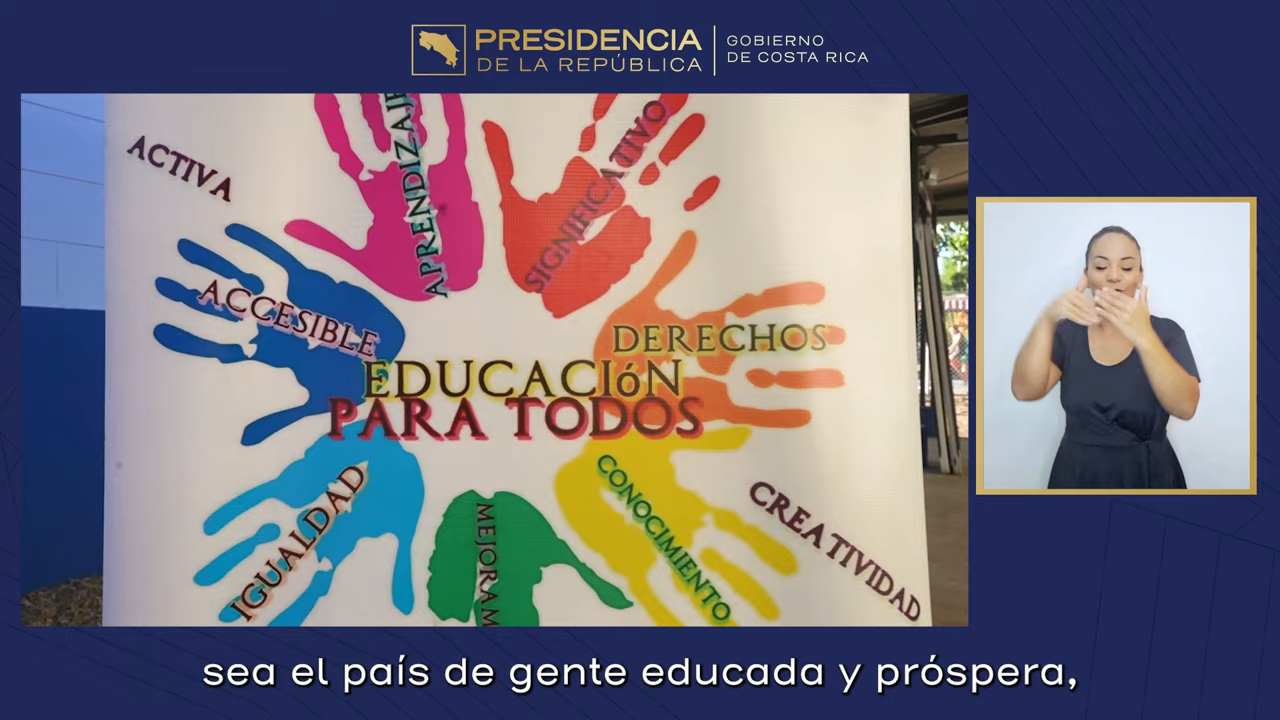 PRESIDENCIA
DE LA REPÚBLICA
GOBIERNO
DE COSTA RICA
ACTIVA
APRENDIZAJE
SIGNIFICATIVO
ACCESIBLE
DERECHOS
EDUCACIóN
PARA TODOS
IGUALDAD
MEJORAM
CONOCIMIENTO
CREATIVIDAD
sea el país de gente educada y próspera,